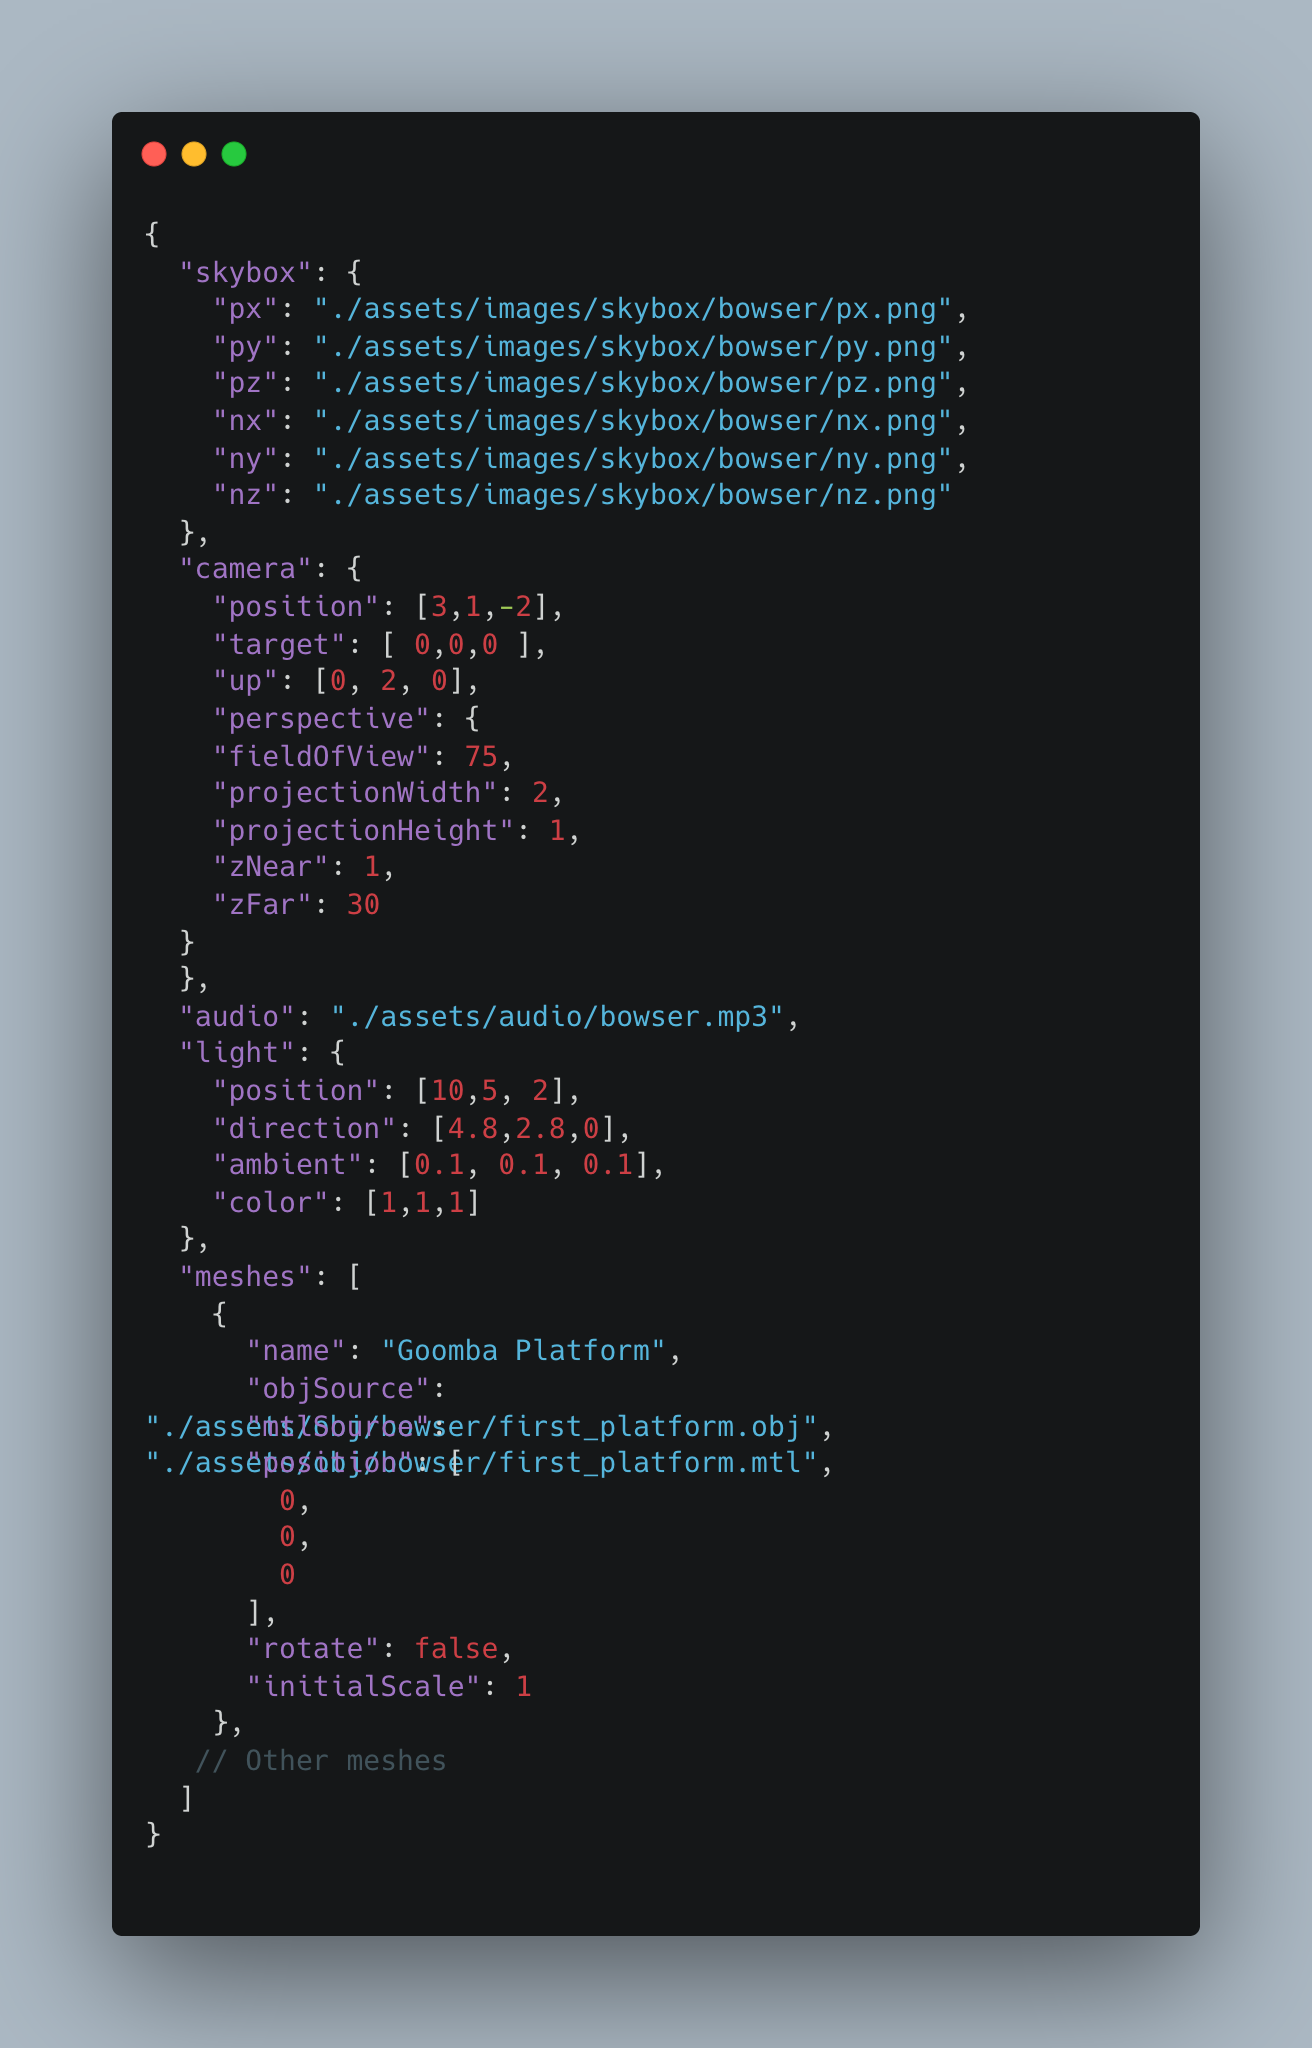 {
  "skybox": {
    "px": "./assets/images/skybox/bowser/px.png",
    "py": "./assets/images/skybox/bowser/py.png",
    "pz": "./assets/images/skybox/bowser/pz.png",
    "nx": "./assets/images/skybox/bowser/nx.png",
    "ny": "./assets/images/skybox/bowser/ny.png",
    "nz": "./assets/images/skybox/bowser/nz.png"
  },
  "camera": {
    "position": [3,1,-2],
    "target": [ 0,0,0 ],
    "up": [0, 2, 0],
    "perspective": {
    "fieldOfView": 75,
    "projectionWidth": 2,
    "projectionHeight": 1,
    "zNear": 1,
    "zFar": 30
  }
  },
  "audio": "./assets/audio/bowser.mp3",
  "light": {
    "position": [10,5, 2],
    "direction": [4.8,2.8,0],
    "ambient": [0.1, 0.1, 0.1],
    "color": [1,1,1]
  },
  "meshes": [
    {
      "name": "Goomba Platform",
      "objSource":
"./assets/obj/bowser/first_platform.obj",
      "mtlSource":
"./assets/obj/bowser/first_platform.mtl",
      "position": [
        0,
        0,
        0
      ],
      "rotate": false,
      "initialScale": 1
    },
   // Other meshes
  ]
}